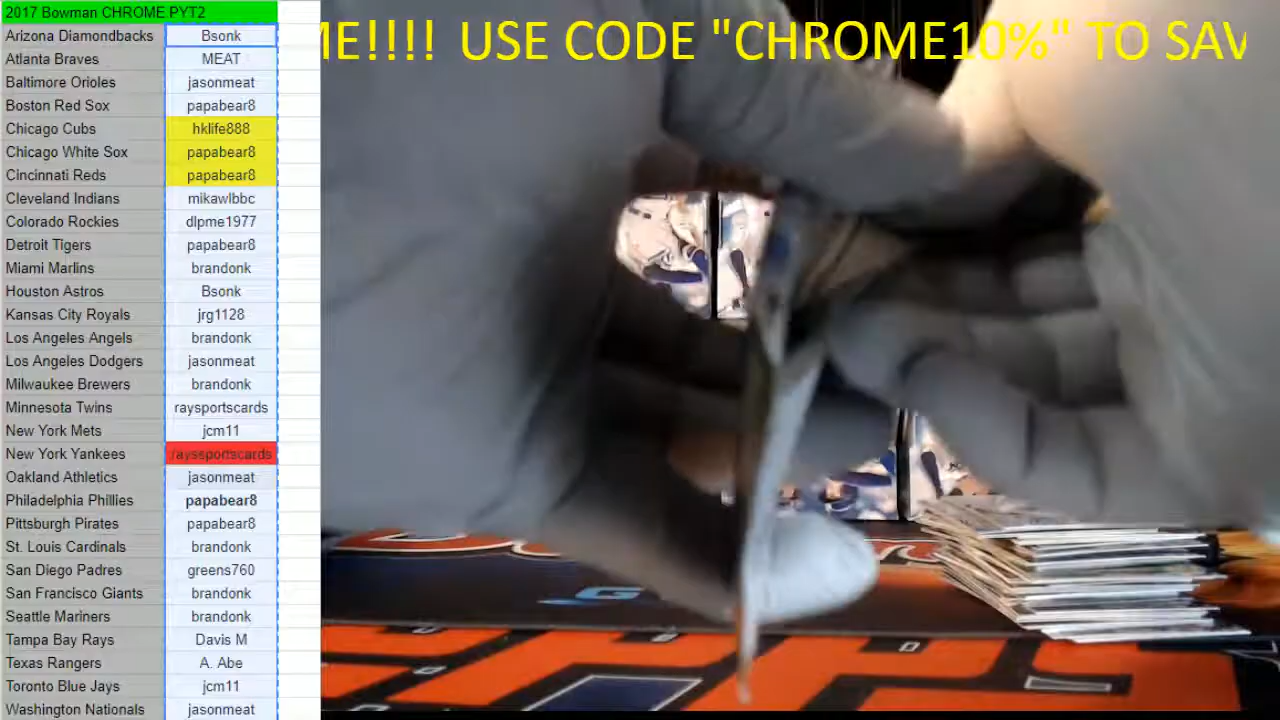 2017 Bowman CHROME PYT2
Arizona Diamondbacks Bsonk
Atlanta Braves MEAT
Baltimore Orioles jasonmeat
Boston Red Sox papabear8
Chicago Cubs hklife888
Chicago White Sox papabear8
Cincinnati Reds papabear8
Cleveland Indians mikawlbbc
Colorado Rockies dlpme1977
Detroit Tigers papabear8
Miami Marlins brandonk
Houston Astros Bsonk
Kansas City Royals jrg1128
Los Angeles Angels brandonk
Los Angeles Dodgers jasonmeat
Milwaukee Brewers brandonk
Minnesota Twins raysportscards
New York Mets jcm11
New York Yankees rayssportscards
Oakland Athletics jasonmeat
Philadelphia Phillies papabear8
Pittsburgh Pirates papabear8
St. Louis Cardinals brandonk
San Diego Padres greens760
San Francisco Giants brandonk
Seattle Mariners brandonk
Tampa Bay Rays Davis M
Texas Rangers A. Abe
Toronto Blue Jays jcm11
Washington Nationals jasonmeat
ME!!!! USE CODE "CHROME10%" TO SAV